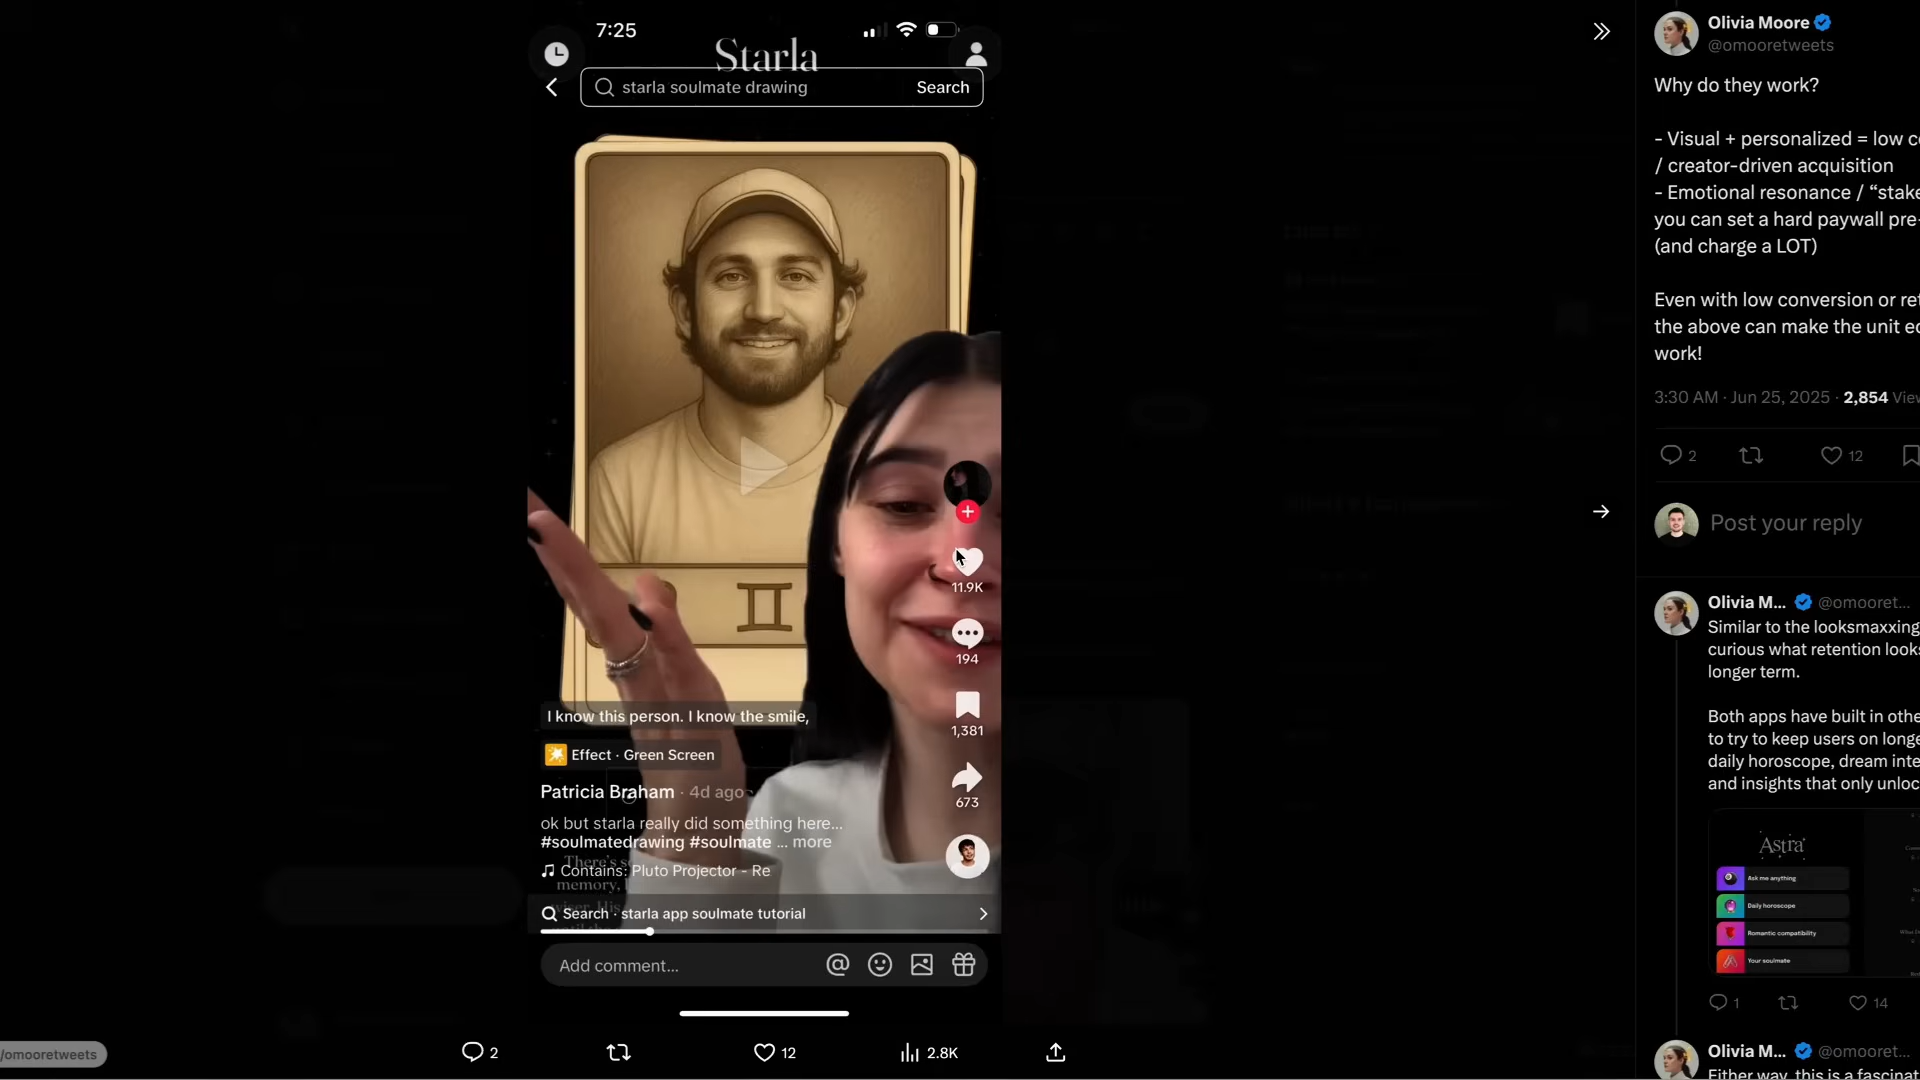 7:25
Starla
starla soulmate drawing
Search
I know this person. I know the smile,
Effect · Green Screen
Patricia Braham · 4d ago
ok but starla really did something here...
#soulmatedrawing #soulmate ... more
There's s
Contains: Pluto Projector - Re
memory,
Search · starla app soulmate tutorial
Add comment...
11.9K
194
1,381
673
2
12
2.8K
/omooretweets
Olivia Moore
@omooretweets
Why do they work?
- Visual + personalized = low c
/ creator-driven acquisition
- Emotional resonance / “stake
you can set a hard paywall pre-
(and charge a LOT)
Even with low conversion or ret
the above can make the unit ec
work!
3:30 AM · Jun 25, 2025 · 2,854 View
2
12
Post your reply
Olivia M... @omooret...
Similar to the looksmaxxing
curious what retention looks
longer term.
Both apps have built in othe
to try to keep users on longe
daily horoscope, dream inte
and insights that only unloc
Astra
Ask me anything
Daily horoscope
Romantic compatibility
Your soulmate
1
14
Olivia M... @omooret...
Either way, this is a fascinat